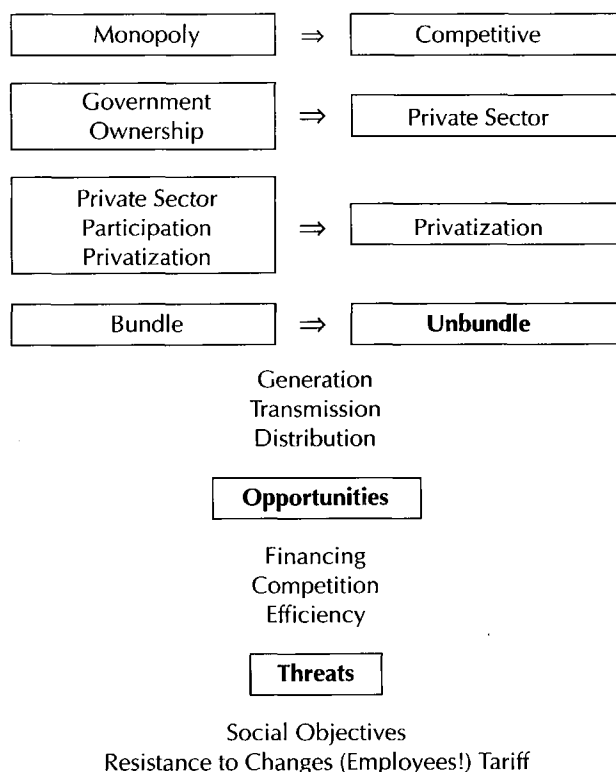 Monopoly ⇒ Competitive
Government
Ownership ⇒ Private Sector
Private Sector
Participation ⇒ Privatization
Privatization
Bundle ⇒ Unbundle
Generation
Transmission
Distribution
Opportunities
Financing
Competition
Efficiency
Threats
Social Objectives
Resistance to Changes (Employees!) Tariff